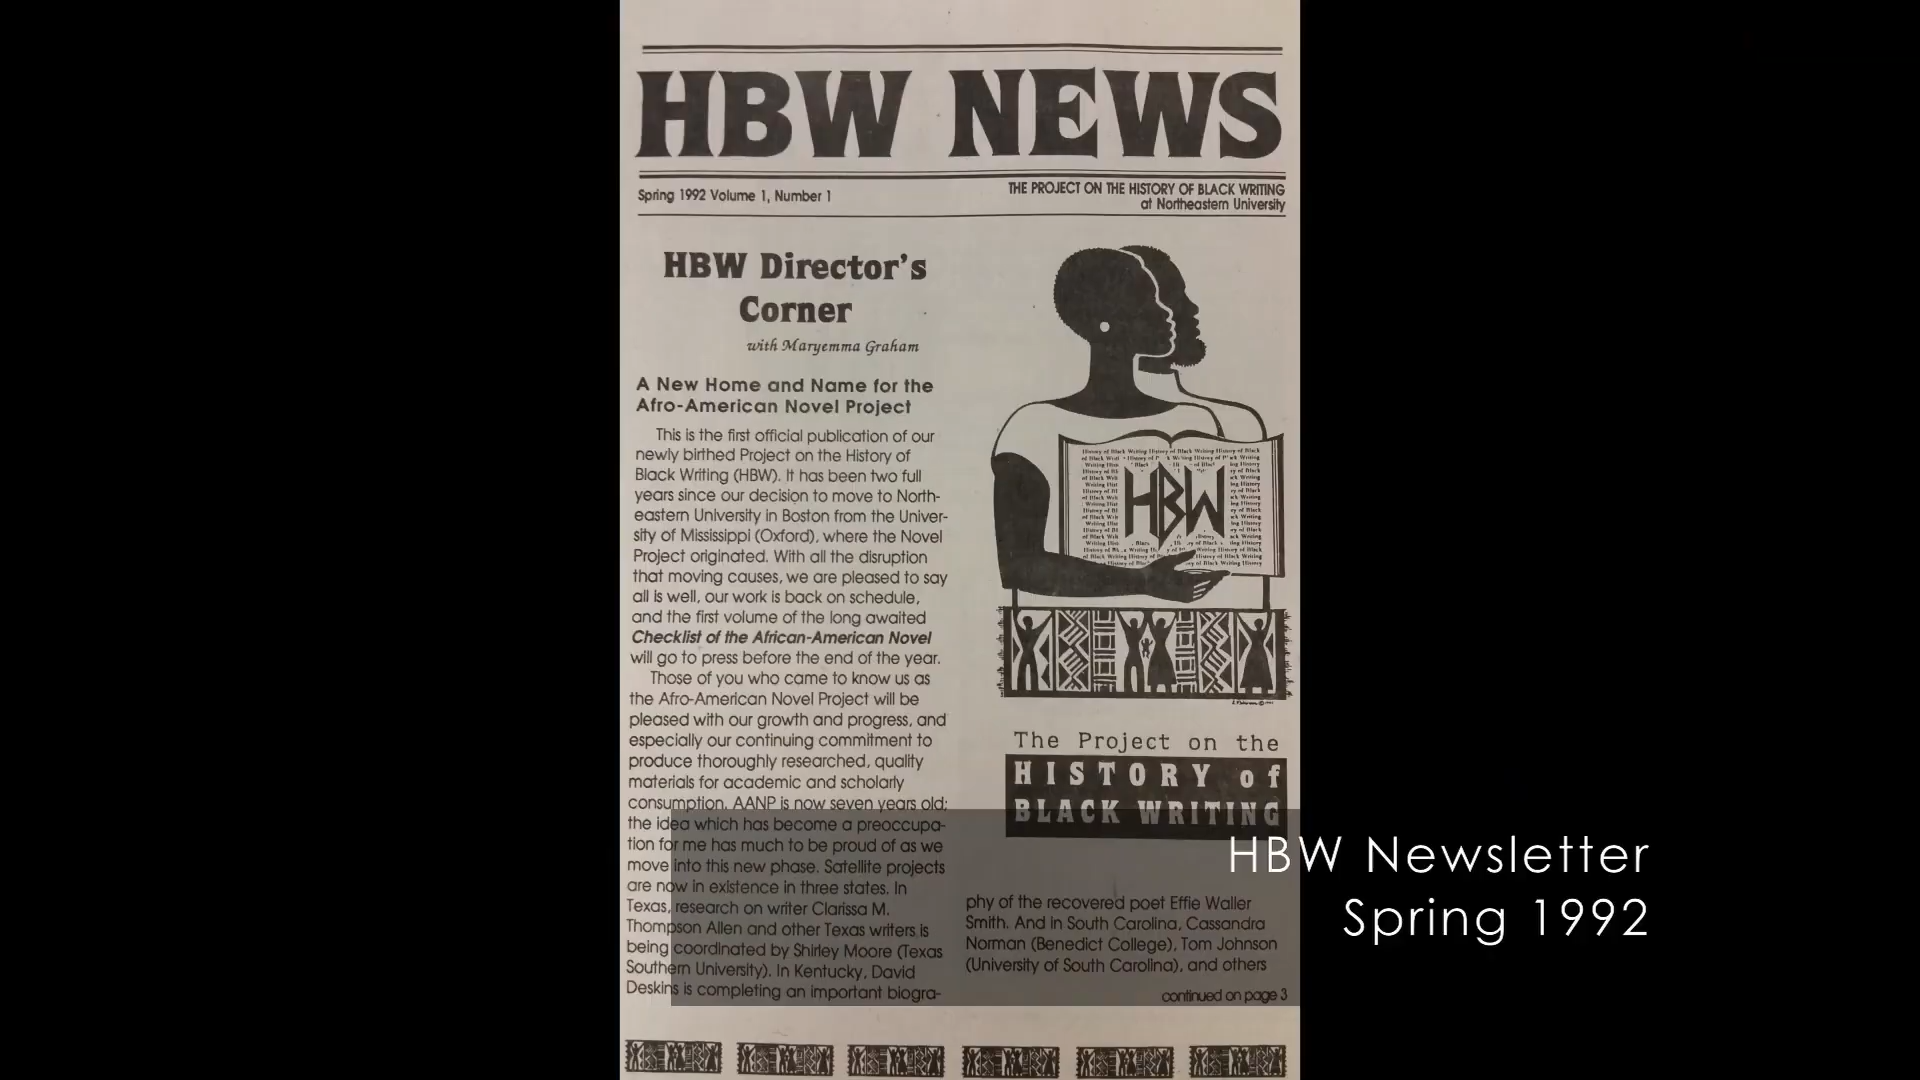 HBW NEWS
Spring 1992 Volume 1, Number 1
THE PROJECT ON THE HISTORY OF BLACK WRITING
at Northeastern University
HBW Director's
Corner
with Maryemma Graham
A New Home and Name for the
Afro-American Novel Project
This is the first official publication of our
newly birthed Project on the History of
Black Writing (HBW). It has been two full
years since our decision to move to North-
eastern University in Boston from the Univer-
sity of Mississippi (Oxford), where the Novel
Project originated. With all the disruption
that moving causes, we are pleased to say
all is well, our work is back on schedule,
and the first volume of the long awaited
Checklist of the African-American Novel
will go to press before the end of the year.
Those of you who came to know us as
the Afro-American Novel Project will be
pleased with our growth and progress, and
especially our continuing commitment to
produce thoroughly researched, quality
materials for academic and scholarly
consumption. AANP is now seven years old;
the idea which has become a preoccupa-
tion for me has much to be proud of as we
move into this new phase. Satellite projects
are now in existence in three states. In
Texas, research on writer Clarissa M.
Thompson Allen and other Texas writers is
being coordinated by Shirley Moore (Texas
Southern University). In Kentucky, David
Deskins is completing an important biogra-
HBW
The Project on the
HISTORY of
BLACK WRITING
phy of the recovered poet Effie Waller
Smith. And in South Carolina, Cassandra
Norman (Benedict College), Tom Johnson
(University of South Carolina), and others
continued on page 3
HBW Newsletter
Spring 1992